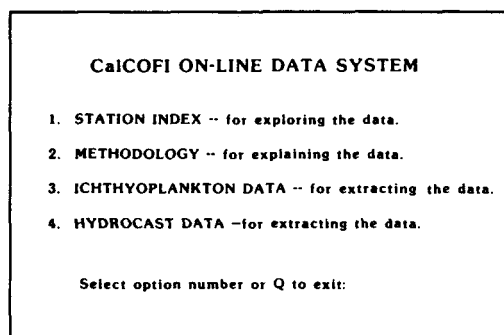 CalCOFI ON-LINE DATA SYSTEM
1. STATION INDEX -- for exploring the data.
2. METHODOLOGY -- for explaining the data.
3. ICHTHYOPLANKTON DATA -- for extracting the data.
4. HYDROCAST DATA –for extracting the data.
Select option number or Q to exit: